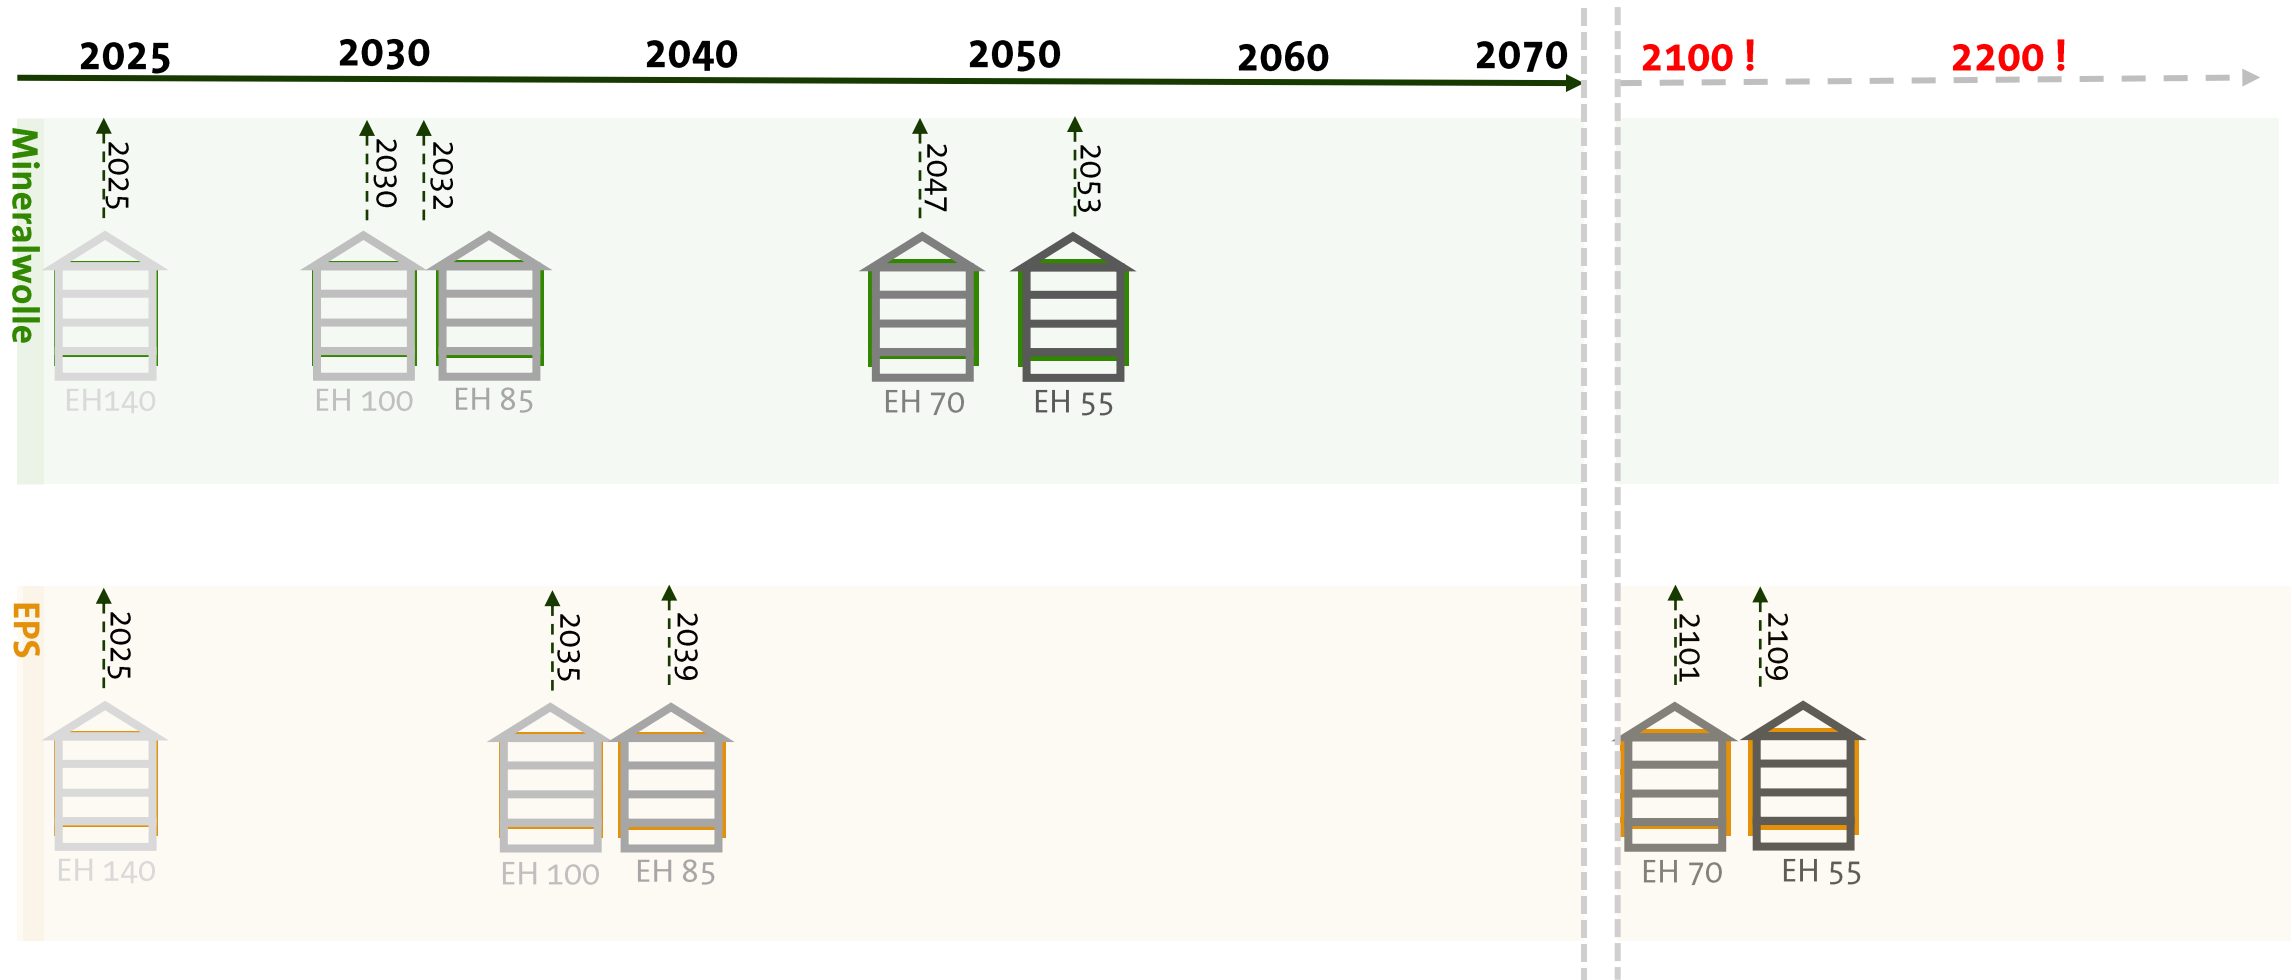 2025 2030 2040 2050 2060 2070 2100 ! 2200 !
Mineralwolle
2025 2030 2032 2047 2053
EH140 EH 100 EH 85 EH 70 EH 55
EPS
2025 2035 2039 2101 2109
EH 140 EH 100 EH 85 EH 70 EH 55